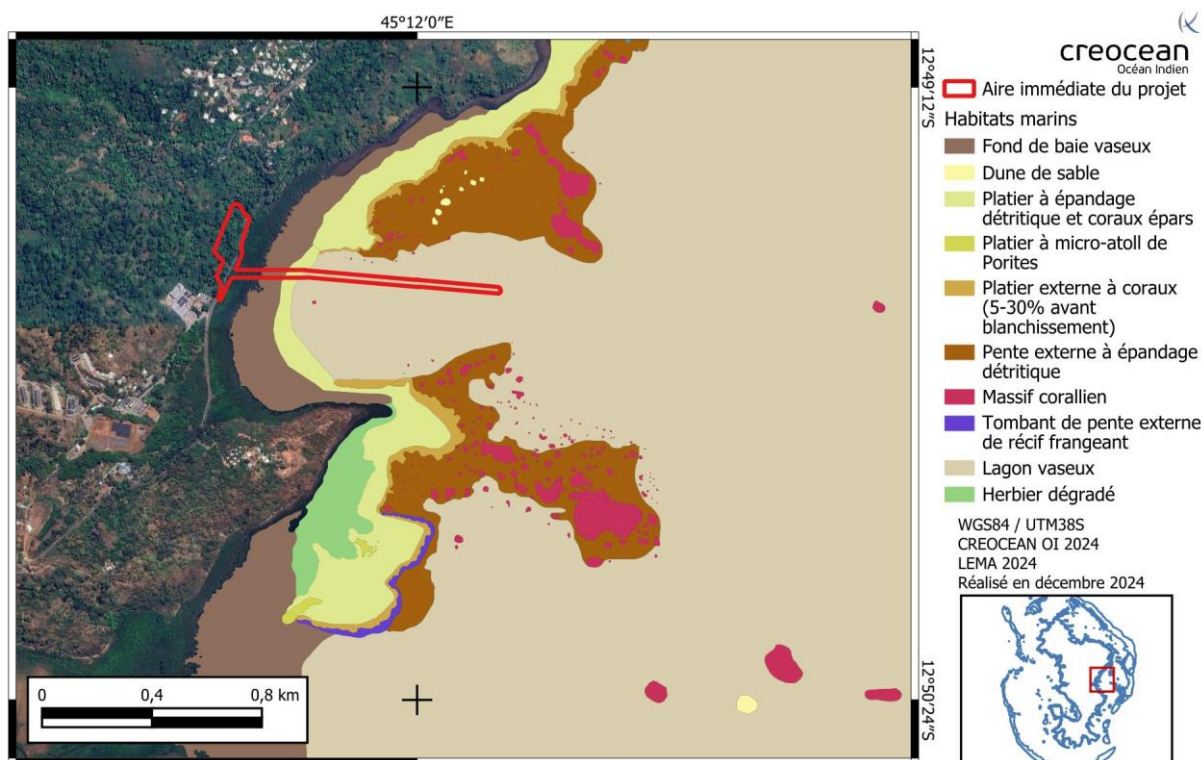 45°12'0"E
creocean
Océan Indien
12°49'12"S
Aire immédiate du projet
Habitats marins
Fond de baie vaseux
Dune de sable
Platier à épandage
détritique et coraux épars
Platier à micro-atoll de
Porites
Platier externe à coraux
(5-30% avant
blanchissement)
Pente externe à épandage
détritique
Massif corallien
Tombant de pente externe
de récif frangeant
Lagon vaseux
Herbier dégradé
WGS84 / UTM38S
CREOCEAN OI 2024
LEMA 2024
Réalisé en décembre 2024
12°50'24"S
0 0,4 0,8 km